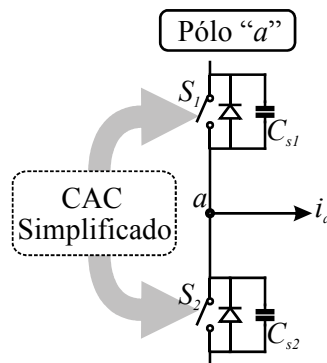 Pólo “a”
S1
Cs1
CAC
Simplificado
a
ia
S2
Cs2